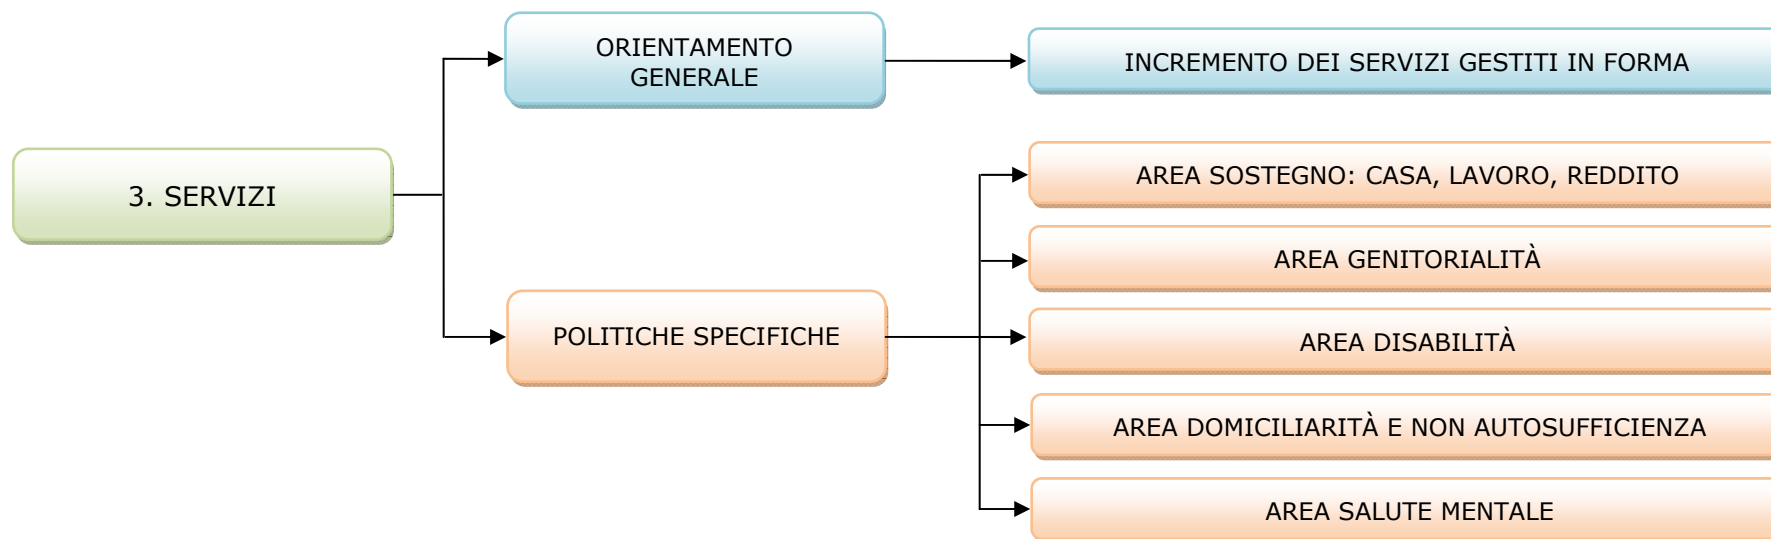 3. SERVIZI
ORIENTAMENTO
GENERALE
INCREMENTO DEI SERVIZI GESTITI IN FORMA
POLITICHE SPECIFICHE
AREA SOSTEGNO: CASA, LAVORO, REDDITO
AREA GENITORIALITÀ
AREA DISABILITÀ
AREA DOMICILIARITÀ E NON AUTOSUFFICIENZA
AREA SALUTE MENTALE